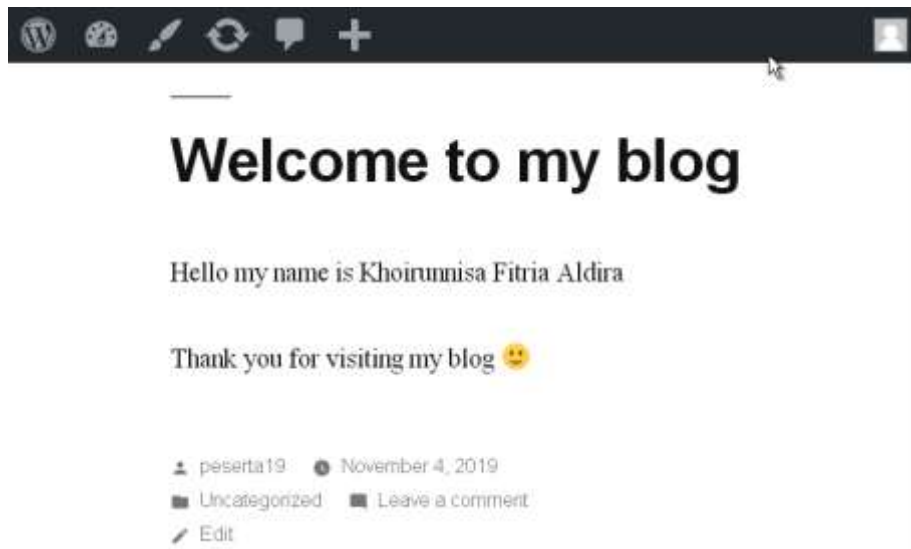 Welcome to my blog
Hello my name is Khoirunnisa Fitria Aldira
Thank you for visiting my blog 🙂
peserta19 November 4, 2019
Uncategorized Leave a comment
Edit